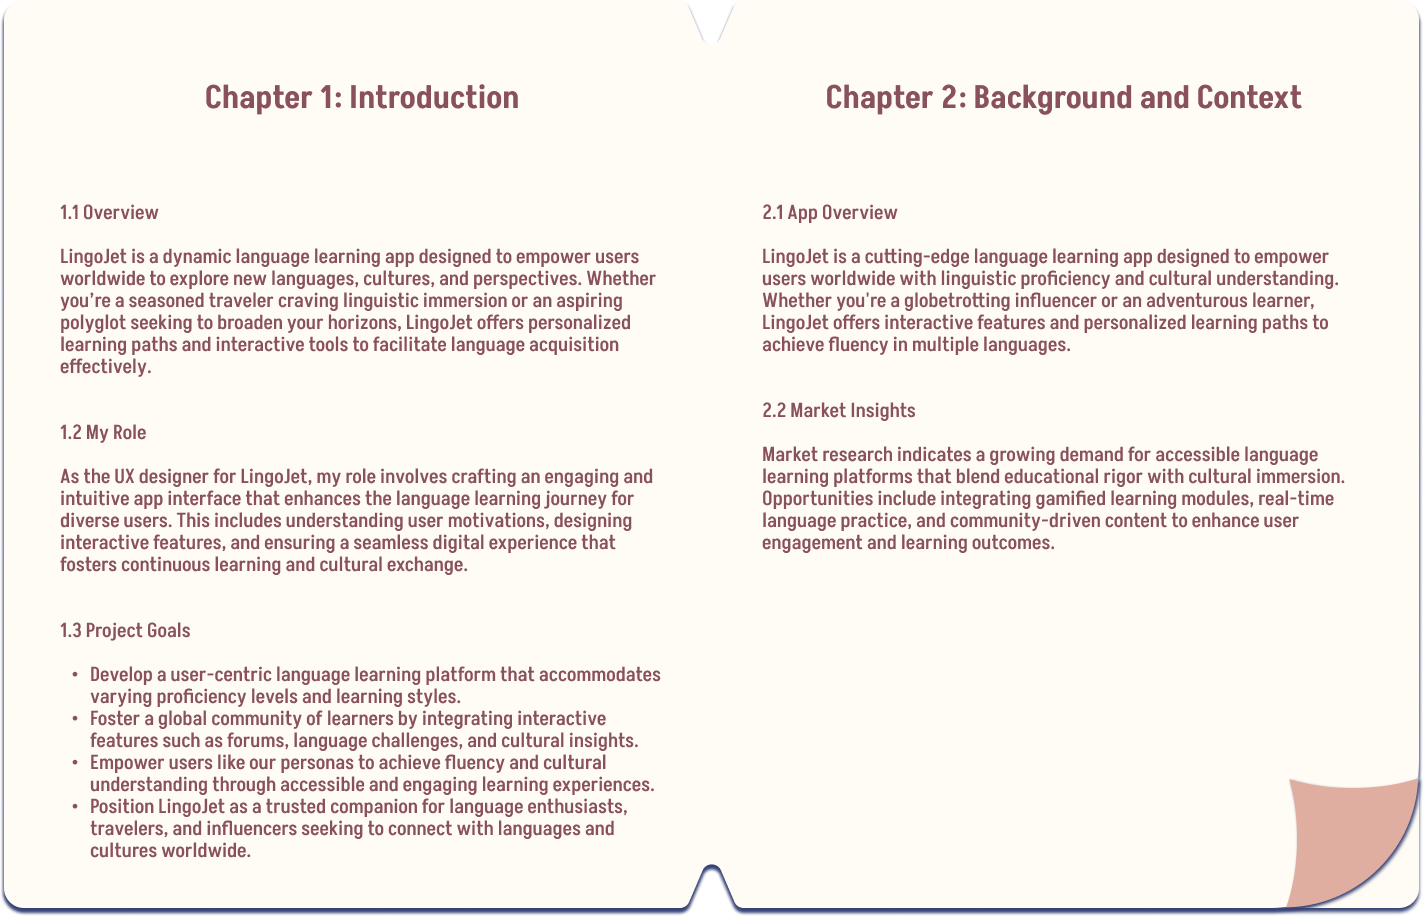 Chapter 1: Introduction
1.1 Overview
LingoJet is a dynamic language learning app designed to empower users
worldwide to explore new languages, cultures, and perspectives. Whether
you’re a seasoned traveler craving linguistic immersion or an aspiring
polyglot seeking to broaden your horizons, LingoJet offers personalized
learning paths and interactive tools to facilitate language acquisition
effectively.
1.2 My Role
As the UX designer for LingoJet, my role involves crafting an engaging and
intuitive app interface that enhances the language learning journey for
diverse users. This includes understanding user motivations, designing
interactive features, and ensuring a seamless digital experience that
fosters continuous learning and cultural exchange.
1.3 Project Goals
• Develop a user-centric language learning platform that accommodates
varying proficiency levels and learning styles.
• Foster a global community of learners by integrating interactive
features such as forums, language challenges, and cultural insights.
• Empower users like our personas to achieve fluency and cultural
understanding through accessible and engaging learning experiences.
• Position LingoJet as a trusted companion for language enthusiasts,
travelers, and influencers seeking to connect with languages and
cultures worldwide.
Chapter 2: Background and Context
2.1 App Overview
LingoJet is a cutting-edge language learning app designed to empower
users worldwide with linguistic proficiency and cultural understanding.
Whether you're a globetrotting influencer or an adventurous learner,
LingoJet offers interactive features and personalized learning paths to
achieve fluency in multiple languages.
2.2 Market Insights
Market research indicates a growing demand for accessible language
learning platforms that blend educational rigor with cultural immersion.
Opportunities include integrating gamified learning modules, real-time
language practice, and community-driven content to enhance user
engagement and learning outcomes.